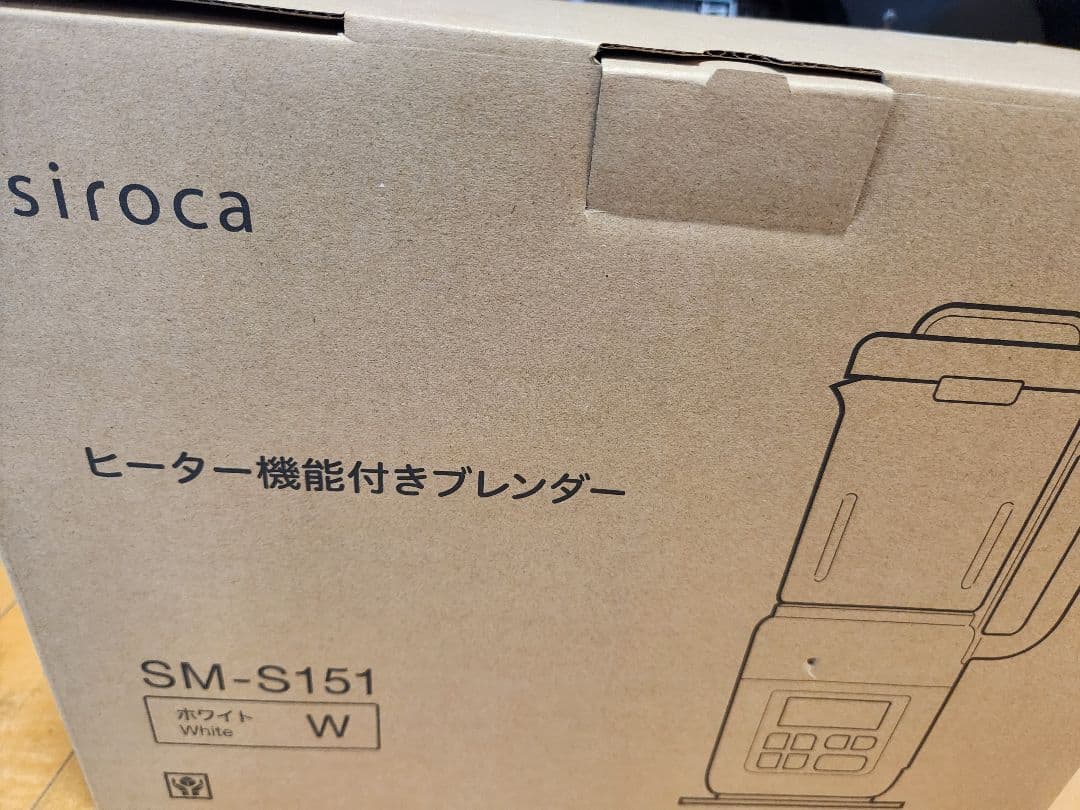 siroca
ヒーター機能付きブレンダー
SM-S151
ホワイト W
White